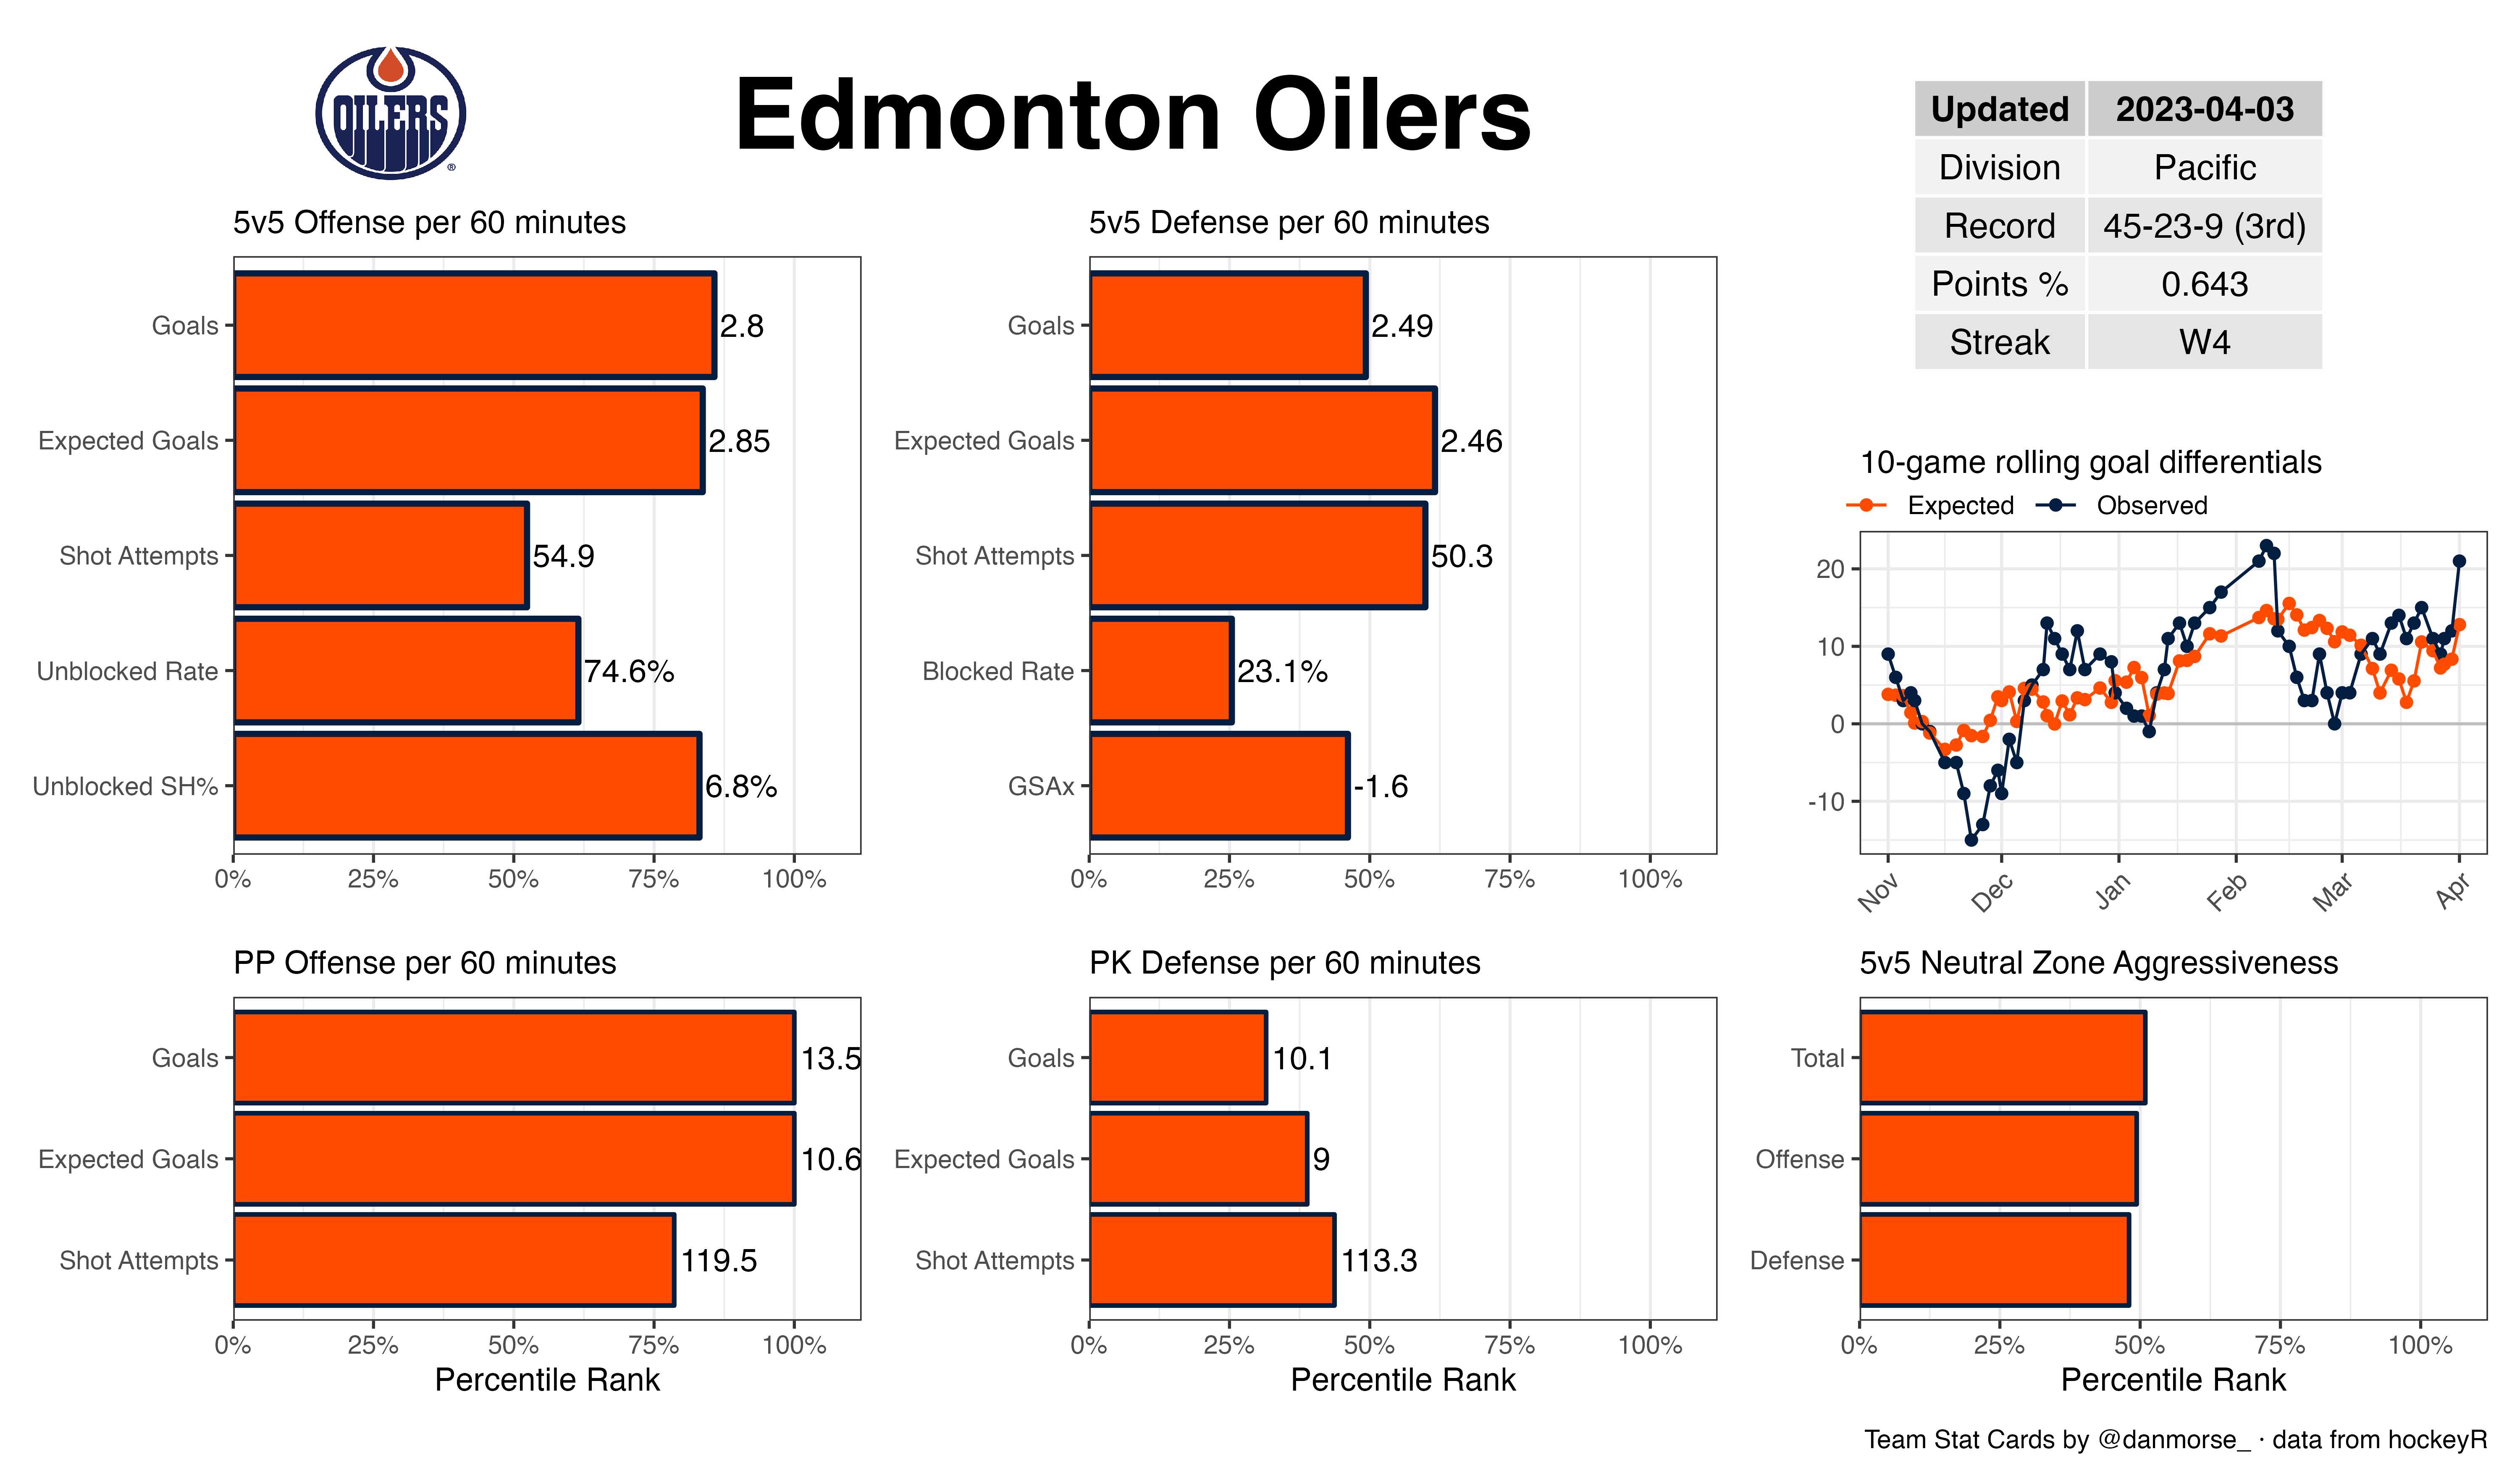 OILERS
®
Edmonton Oilers
Updated 2023-04-03
Division Pacific
Record 45-23-9 (3rd)
Points % 0.643
Streak W4
5v5 Offense per 60 minutes
Goals 2.8
Expected Goals 2.85
Shot Attempts 54.9
Unblocked Rate 74.6%
Unblocked SH% 6.8%
0% 25% 50% 75% 100%
5v5 Defense per 60 minutes
Goals 2.49
Expected Goals 2.46
Shot Attempts 50.3
Blocked Rate 23.1%
GSAx -1.6
0% 25% 50% 75% 100%
10-game rolling goal differentials
Expected Observed
20
10
0
-10
Nov Dec Jan Feb Mar Apr
PP Offense per 60 minutes
Goals 13.5
Expected Goals 10.6
Shot Attempts 119.5
0% 25% 50% 75% 100%
Percentile Rank
PK Defense per 60 minutes
Goals 10.1
Expected Goals 9
Shot Attempts 113.3
0% 25% 50% 75% 100%
Percentile Rank
5v5 Neutral Zone Aggressiveness
Total
Offense
Defense
0% 25% 50% 75% 100%
Percentile Rank
Team Stat Cards by @danmorse_ · data from hockeyR